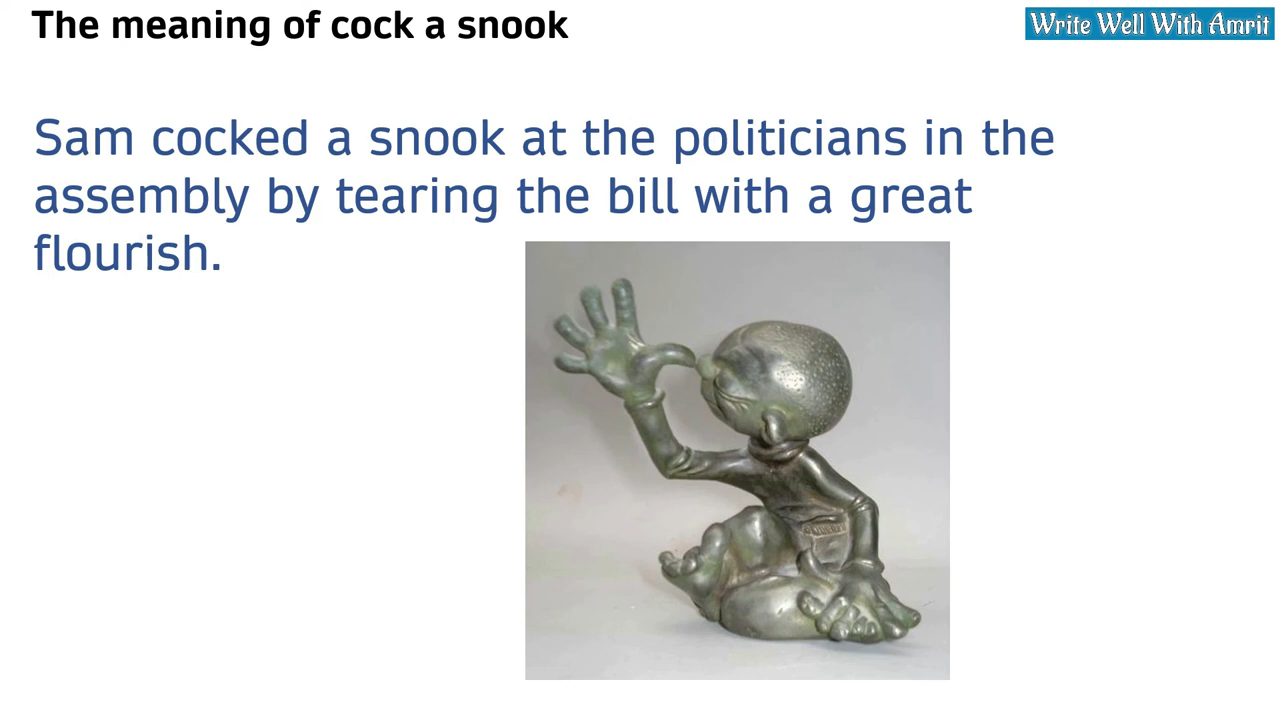 The meaning of cock a snook
Write Well With Amrit
Sam cocked a snook at the politicians in the
assembly by tearing the bill with a great
flourish.